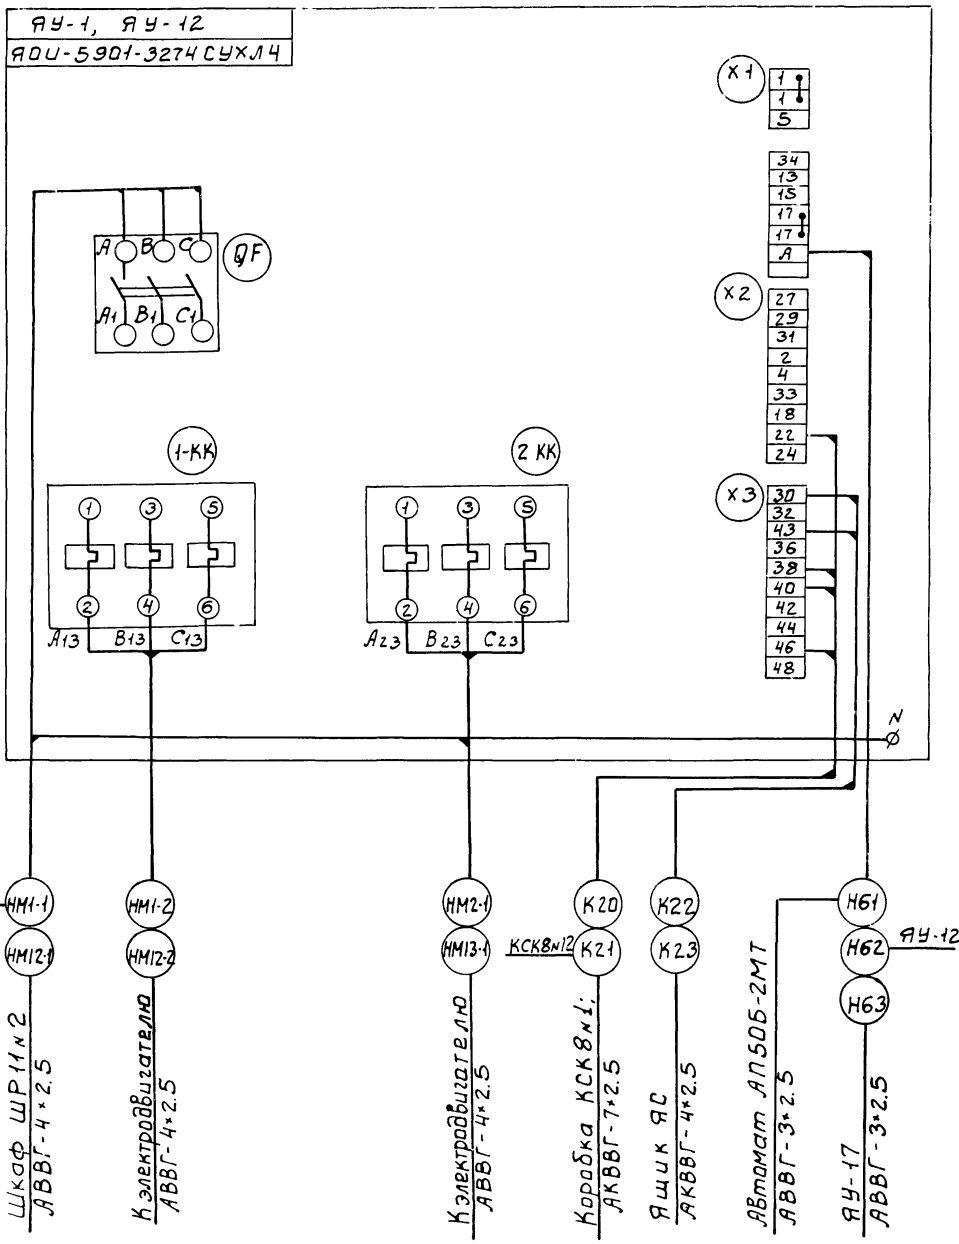 ЯУ-1, ЯУ-12
ЯОИ-5901-3274СУХЛ4
X1
1
1
5
34
13
15
17
17
А
А В С
QF
А1 В1 С1
X2
27
29
31
2
4
33
18
22
24
1-КК
2 КК
1 3 5
2 4 6
А13 В13 С13
1 3 5
2 4 6
А23 В23 С23
X3
30
32
43
36
38
40
42
44
46
48
N
НМ1-1
НМ12-1
НМ1-2
НМ12-2
НМ2-1
НМ13-1
К20
КСК8№12
К21
К22
К23
Н61
Н62
ЯУ-12
Н63
Шкаф ШР11№2
АВВГ-4*2.5
К электродвигателю
АВВГ-4*2.5
К электродвигателю
АВВГ-4*2.5
Коробка КСК8№1;
АКВВГ-7*2.5
Ящик ЯС
АКВВГ-4*2.5
Автомат АП50Б-2МТ
АВВГ-3*2.5
ЯУ-17
АВВГ-3*2.5